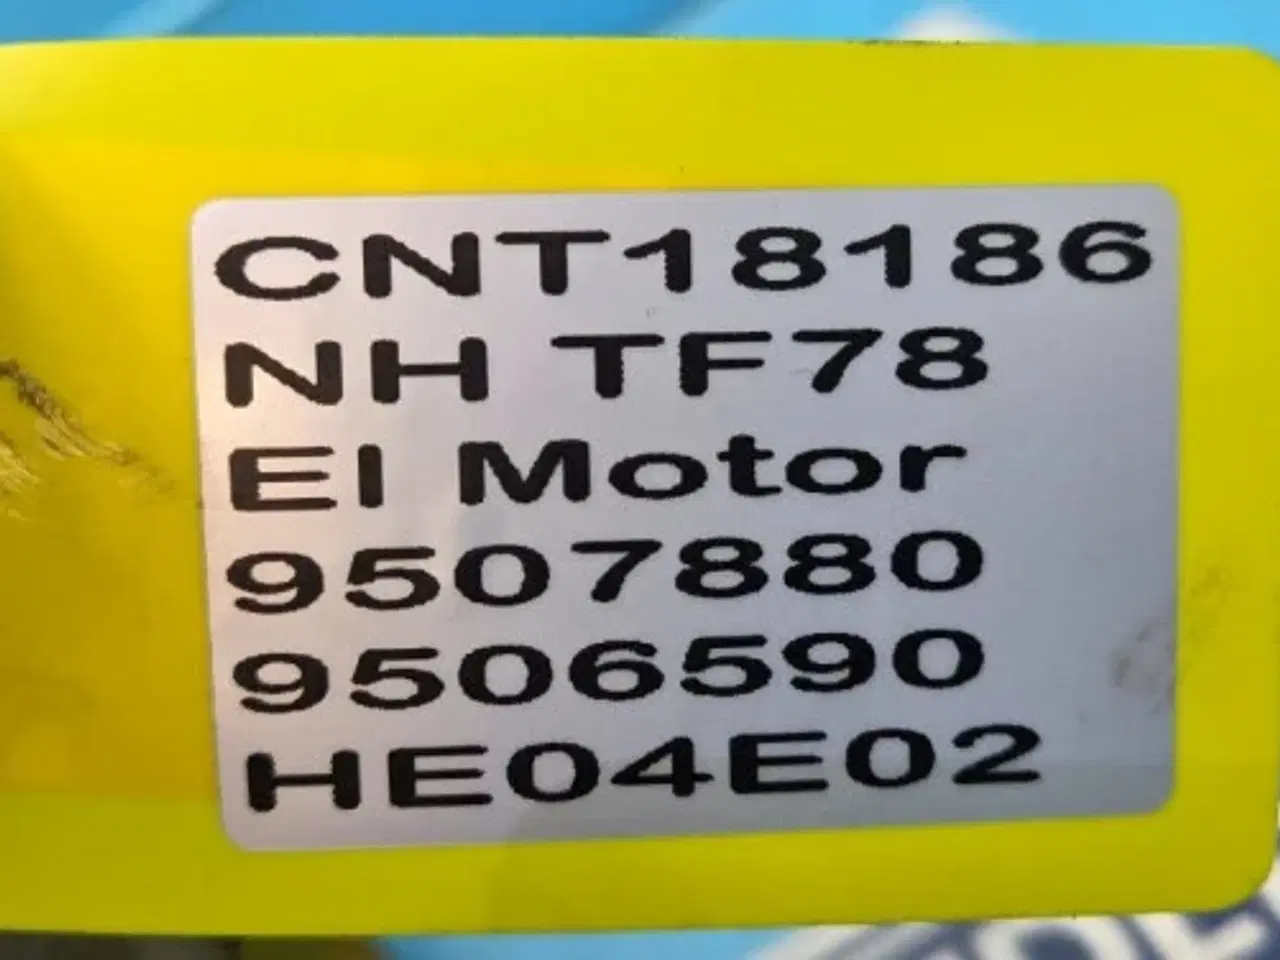 CNT18186
NH TF78
El Motor
9507880
9506590
HE04E02